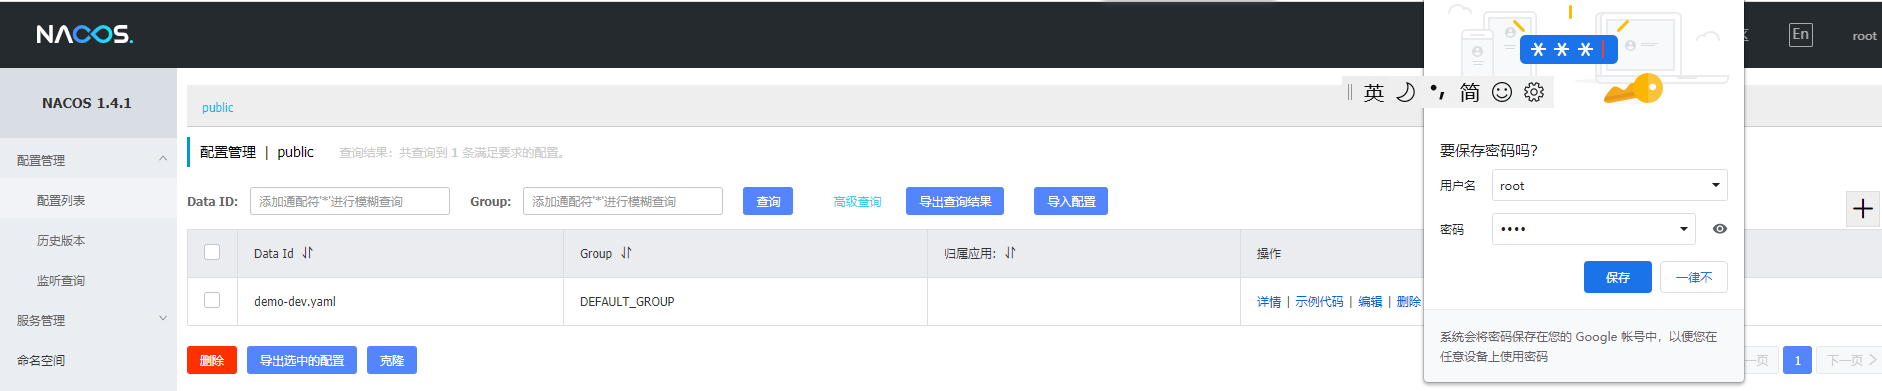 NACOS.
En
root
NACOS 1.4.1
配置管理
配置列表
历史版本
监听查询
服务管理
命名空间
public
配置管理 | public 查询结果：共查询到 1 条满足要求的配置。
Data ID: 添加通配符'*'进行模糊查询 Group: 添加通配符'*'进行模糊查询 查询 高级查询 导出查询结果 导入配置
Data Id Group 归属应用: 操作
demo-dev.yaml DEFAULT_GROUP 详情 | 示例代码 | 编辑 | 删除
删除 导出选中的配置 克隆
一页 1 下一页
***
英 简
要保存密码吗？
用户名 root
密码 ••••
保存 一律不
系统会将密码保存在您的 Google 帐号中，以便您在
任意设备上使用密码